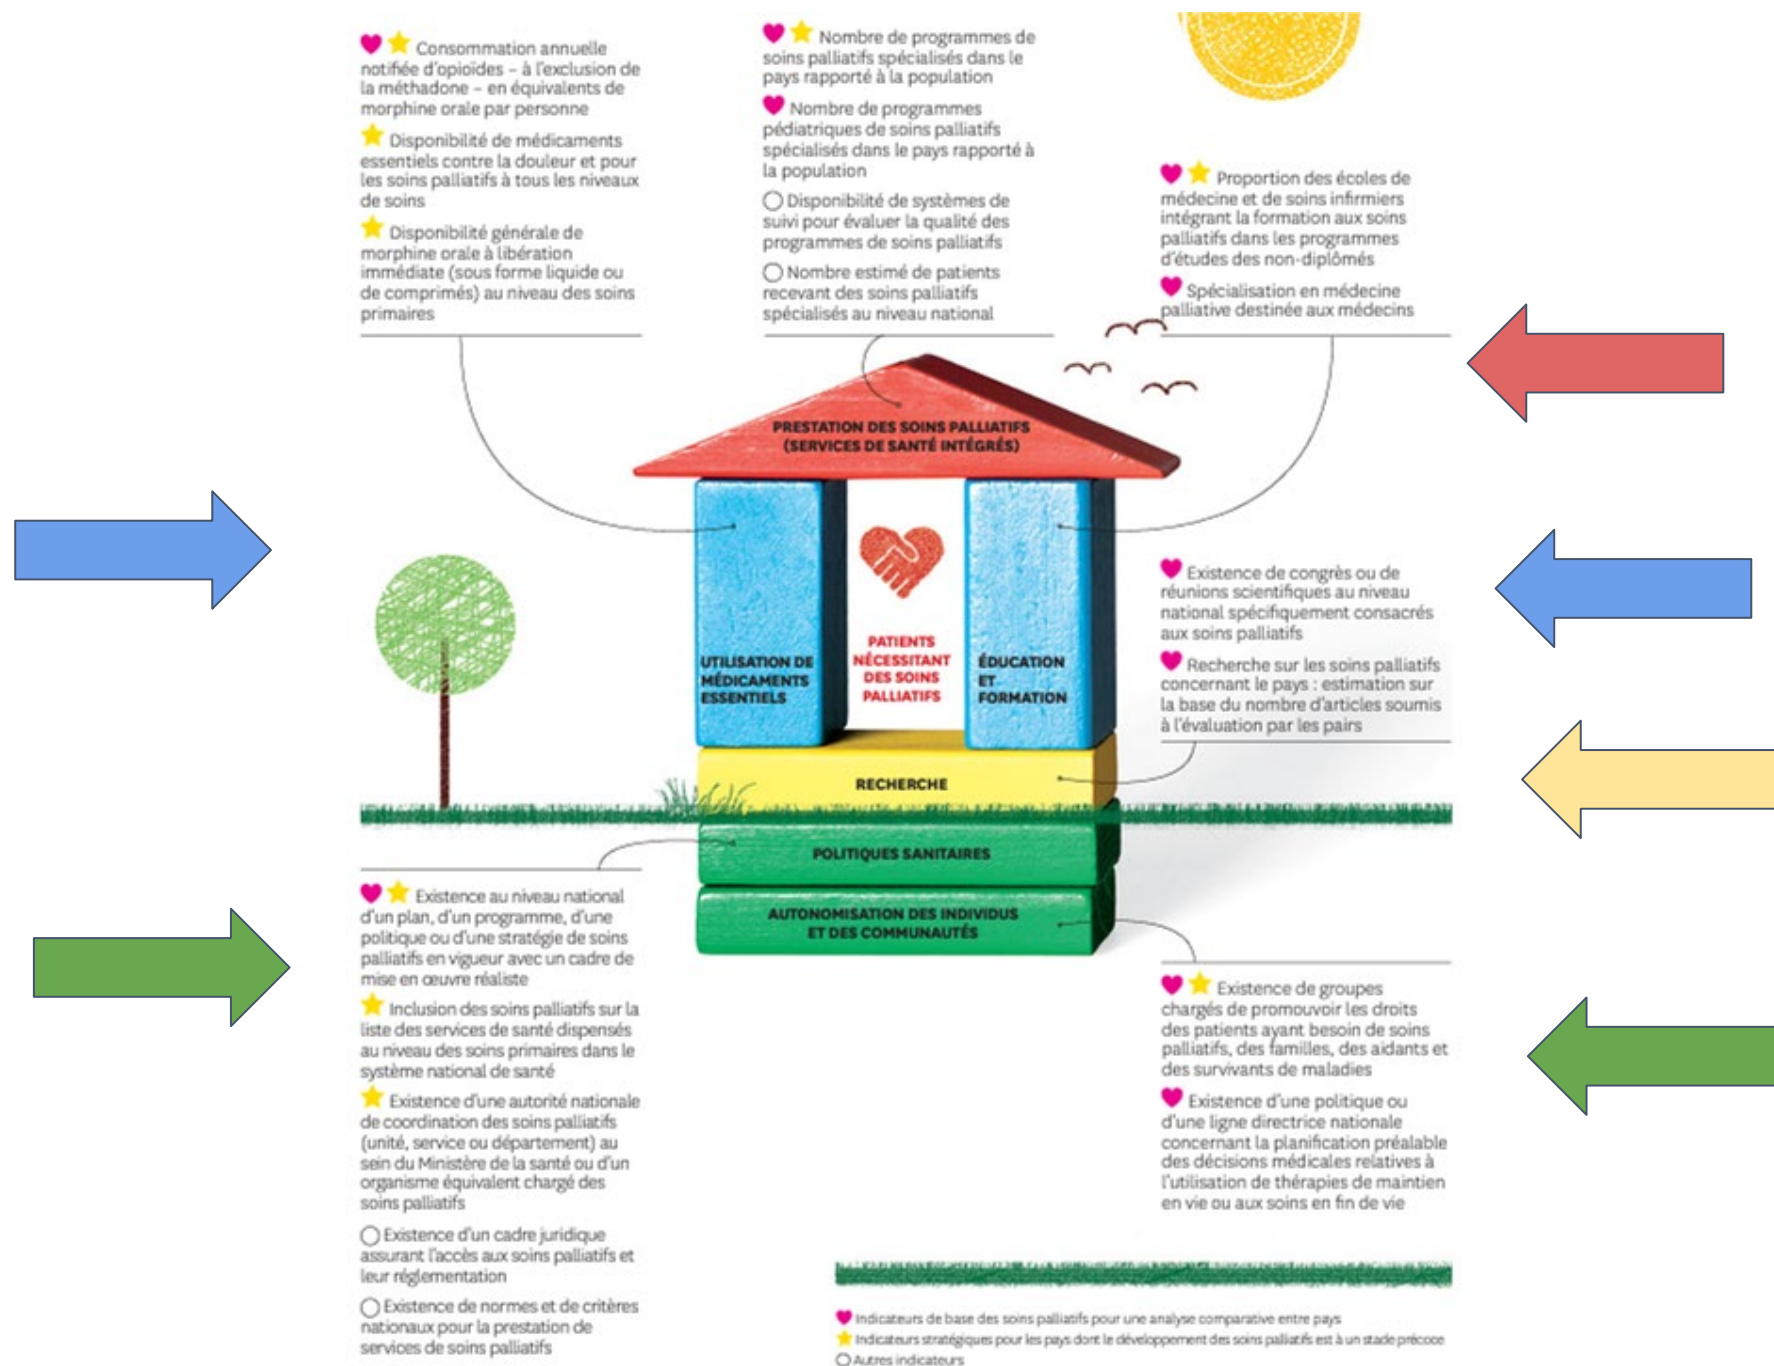 Consommation annuelle
notifiée d'opioïdes – à l'exclusion de
la méthadone – en équivalents de
morphine orale par personne
Disponibilité de médicaments
essentiels contre la douleur et pour
les soins palliatifs à tous les niveaux
de soins
Disponibilité générale de
morphine orale à libération
immédiate (sous forme liquide ou
de comprimés) au niveau des soins
primaires
Nombre de programmes de
soins palliatifs spécialisés dans le
pays rapporté à la population
Nombre de programmes
pédiatriques de soins palliatifs
spécialisés dans le pays rapporté à
la population
Disponibilité de systèmes de
suivi pour évaluer la qualité des
programmes de soins palliatifs
Nombre estimé de patients
recevant des soins palliatifs
spécialisés au niveau national
Proportion des écoles de
médecine et de soins infirmiers
intégrant la formation aux soins
palliatifs dans les programmes
d'études des non-diplômés
Spécialisation en médecine
palliative destinée aux médecins
PRESTATION DES SOINS PALLIATIFS
(SERVICES DE SANTÉ INTÉGRÉS)
UTILISATION DE
MÉDICAMENTS
ESSENTIELS
PATIENTS
NÉCESSITANT
DES SOINS
PALLIATIFS
ÉDUCATION
ET
FORMATION
Existence de congrès ou de
réunions scientifiques au niveau
national spécifiquement consacrés
aux soins palliatifs
Recherche sur les soins palliatifs
concernant le pays : estimation sur
la base du nombre d'articles soumis
à l'évaluation par les pairs
RECHERCHE
POLITIQUES SANITAIRES
AUTONOMISATION DES INDIVIDUS
ET DES COMMUNAUTÉS
Existence au niveau national
d'un plan, d'un programme, d'une
politique ou d'une stratégie de soins
palliatifs en vigueur avec un cadre de
mise en œuvre réaliste
Inclusion des soins palliatifs sur la
liste des services de santé dispensés
au niveau des soins primaires dans le
système national de santé
Existence d'une autorité nationale
de coordination des soins palliatifs
(unité, service ou département) au
sein du Ministère de la santé ou d'un
organisme équivalent chargé des
soins palliatifs
Existence d'un cadre juridique
assurant l'accès aux soins palliatifs et
leur réglementation
Existence de normes et de critères
nationaux pour la prestation de
services de soins palliatifs
Existence de groupes
chargés de promouvoir les droits
des patients ayant besoin de soins
palliatifs, des familles, des aidants et
des survivants de maladies
Existence d'une politique ou
d'une ligne directrice nationale
concernant la planification préalable
des décisions médicales relatives à
l'utilisation de thérapies de maintien
en vie ou aux soins en fin de vie
Indicateurs de base des soins palliatifs pour une analyse comparative entre pays
Indicateurs stratégiques pour les pays dont le développement des soins palliatifs est à un stade précoce
Autres indicateurs